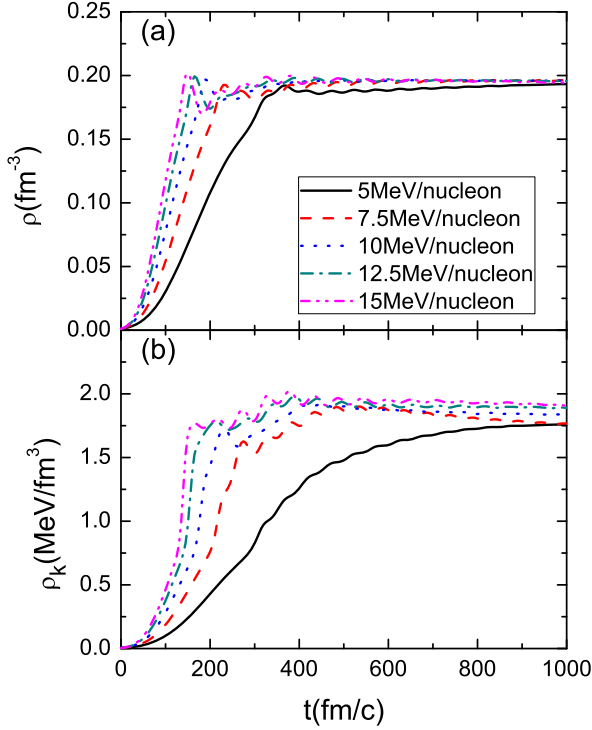 0.25
(a)
0.20
0.15
0.10
0.05
0.00
ρ(fm⁻³)
5MeV/nucleon
7.5MeV/nucleon
10MeV/nucleon
12.5MeV/nucleon
15MeV/nucleon
(b)
2.0
1.5
1.0
0.5
0.0
ρₖ(MeV/fm³)
0 200 400 600 800 1000
t(fm/c)